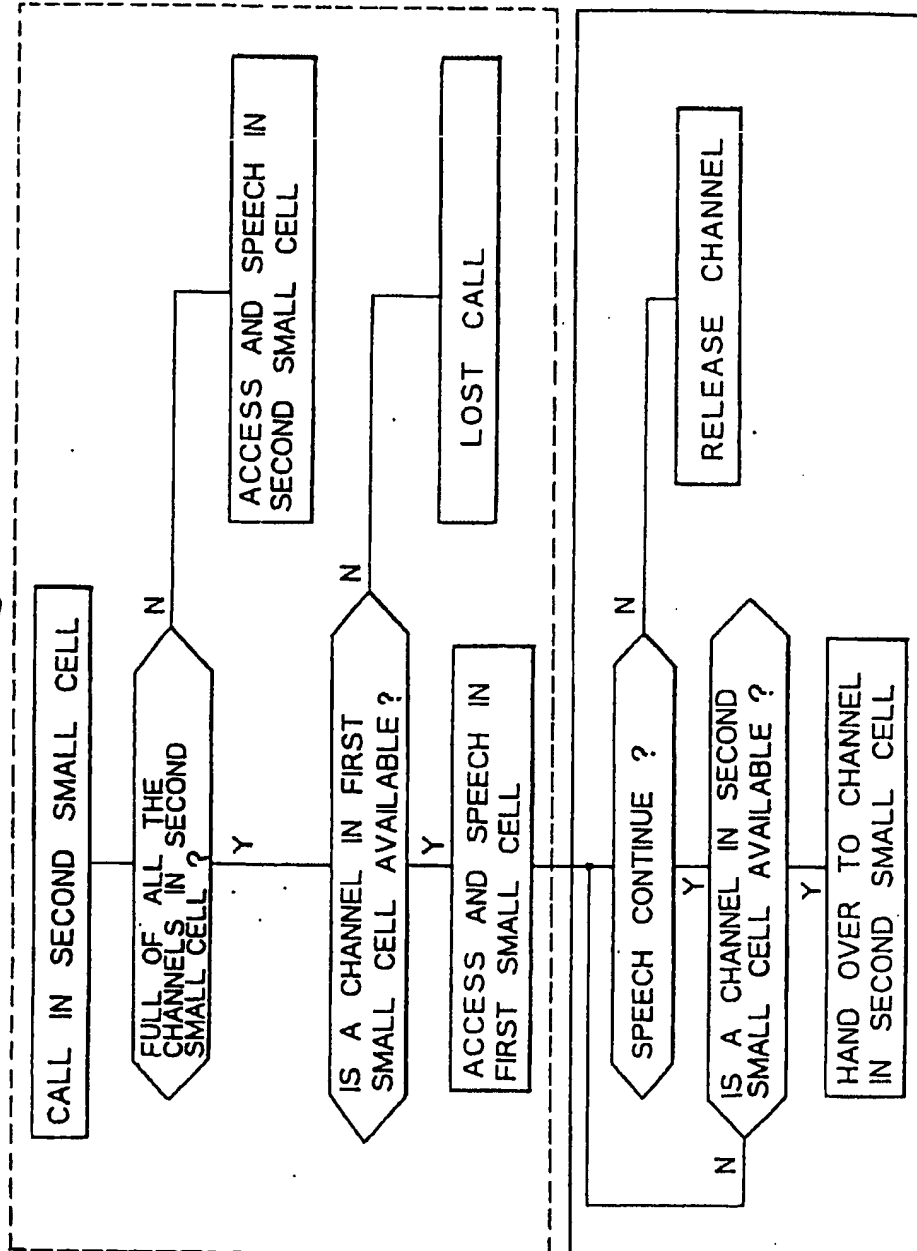 CALL IN SECOND SMALL CELL
FULL OF ALL THE
CHANNELS IN SECOND
SMALL CELL ?
N
ACCESS AND SPEECH IN
SECOND SMALL CELL
Y
IS A CHANNEL IN FIRST
SMALL CELL AVAILABLE ?
N
LOST CALL
Y
ACCESS AND SPEECH IN
FIRST SMALL CELL
SPEECH CONTINUE ?
N
RELEASE CHANNEL
Y
IS A CHANNEL IN SECOND
SMALL CELL AVAILABLE ?
N
Y
HAND OVER TO CHANNEL
IN SECOND SMALL CELL